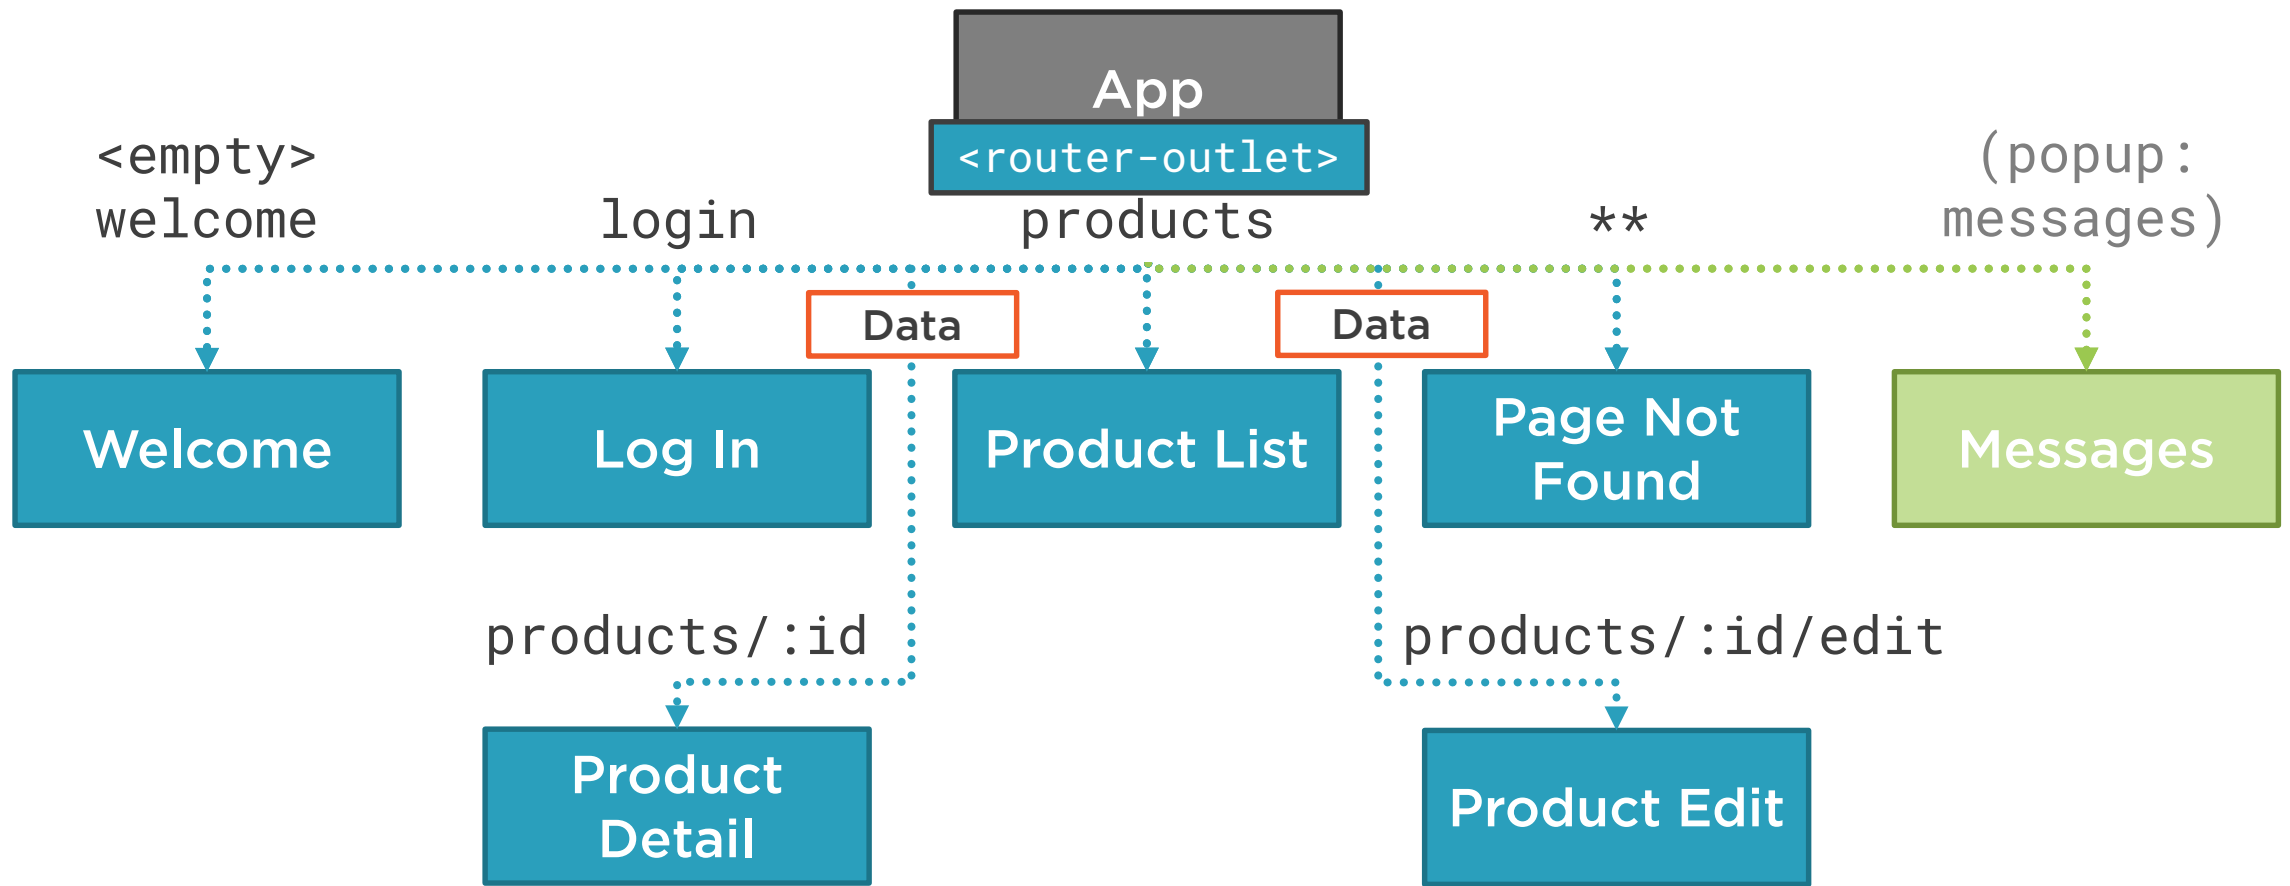 App
<router-outlet>
<empty>
welcome
login
products
**
(popup:
messages)
Data
Data
Welcome
Log In
Product List
Page Not
Found
Messages
products/:id
products/:id/edit
Product
Detail
Product Edit